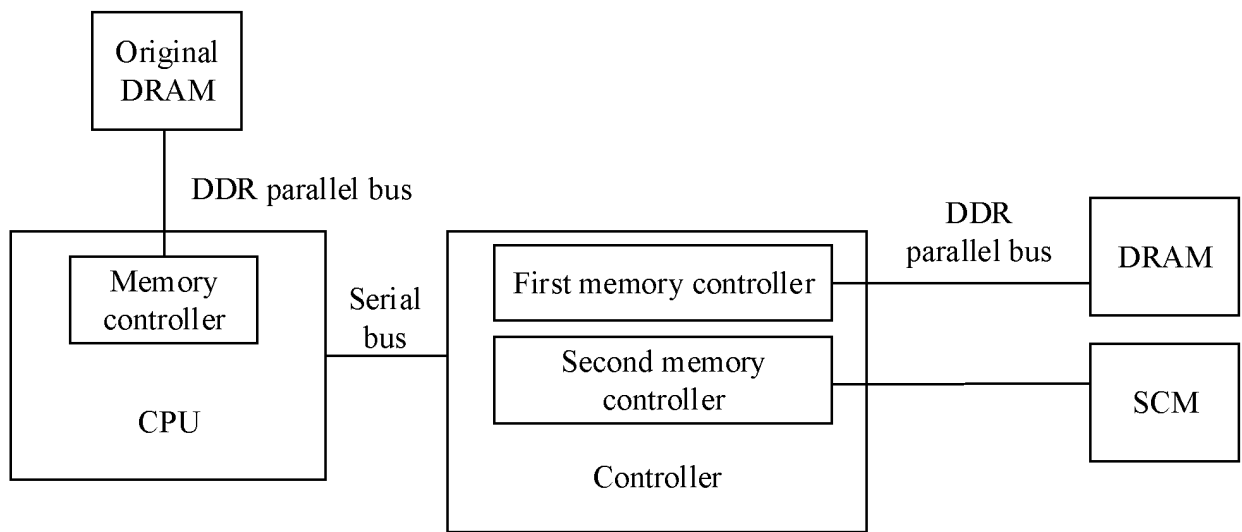 Original
DRAM
DDR parallel bus
Memory
controller
CPU
Serial
bus
First memory controller
Second memory
controller
Controller
DDR
parallel bus
DRAM
SCM